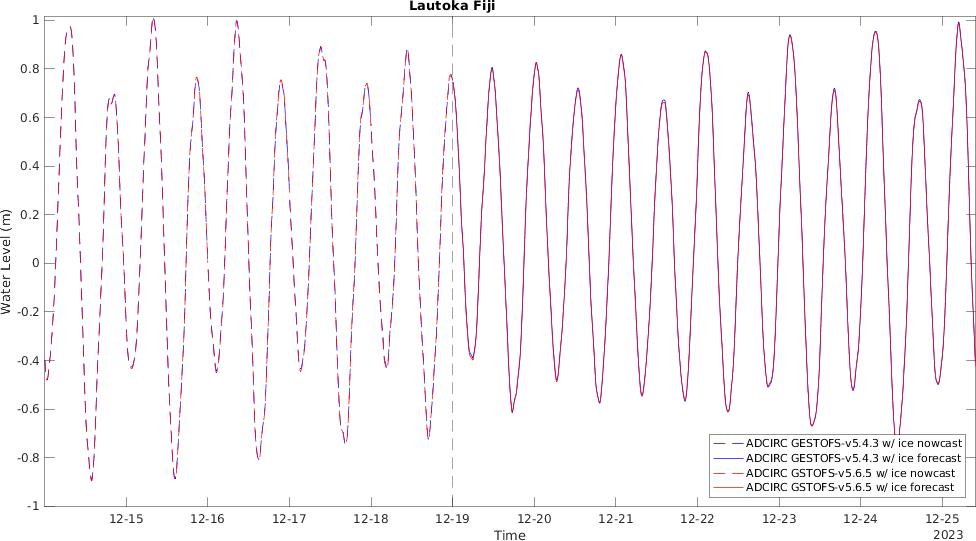 Lautoka Fiji
1
0.8
0.6
0.4
0.2
0
-0.2
-0.4
-0.6
-0.8
-1
Water Level (m)
ADCIRC GESTOFS-v5.4.3 w/ ice nowcast
ADCIRC GESTOFS-v5.4.3 w/ ice forecast
ADCIRC GSTOFS-v5.6.5 w/ ice nowcast
ADCIRC GSTOFS-v5.6.5 w/ ice forecast
12-15 12-16 12-17 12-18 12-19 12-20 12-21 12-22 12-23 12-24 12-25
Time
2023